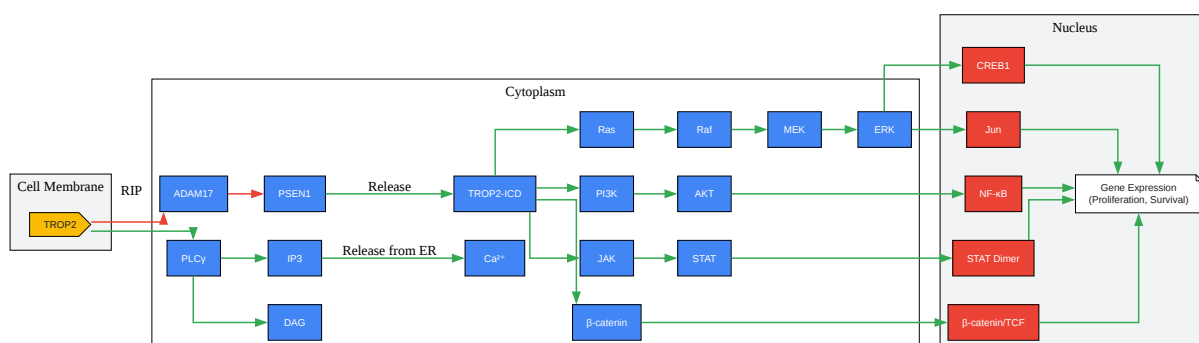 Nucleus
CREB1
Cytoplasm
Ras
Raf
MEK
ERK
Jun
Cell Membrane
RIP
ADAM17
PSEN1
Release
TROP2-ICD
PI3K
AKT
NF-κB
Gene Expression
(Proliferation, Survival)
TROP2
PLCγ
IP3
Release from ER
Ca²⁺
JAK
STAT
STAT Dimer
DAG
β-catenin
β-catenin/TCF